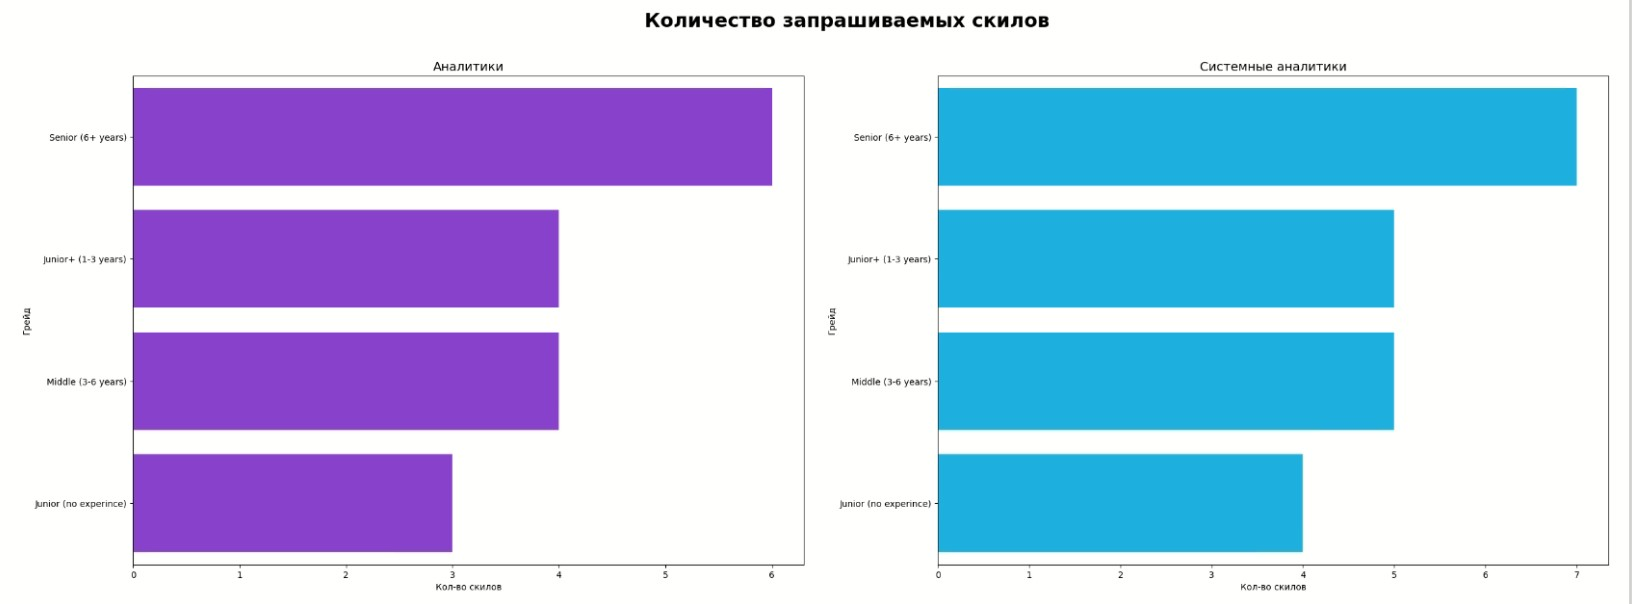 Количество запрашиваемых скилов
Аналитики
Senior (6+ years)
Junior+ (1-3 years)
Грейд
Middle (3-6 years)
Junior (no experince)
0 1 2 3 4 5 6
Кол-во скилов
Системные аналитики
Senior (6+ years)
Junior+ (1-3 years)
Грейд
Middle (3-6 years)
Junior (no experince)
0 1 2 3 4 5 6 7
Кол-во скилов